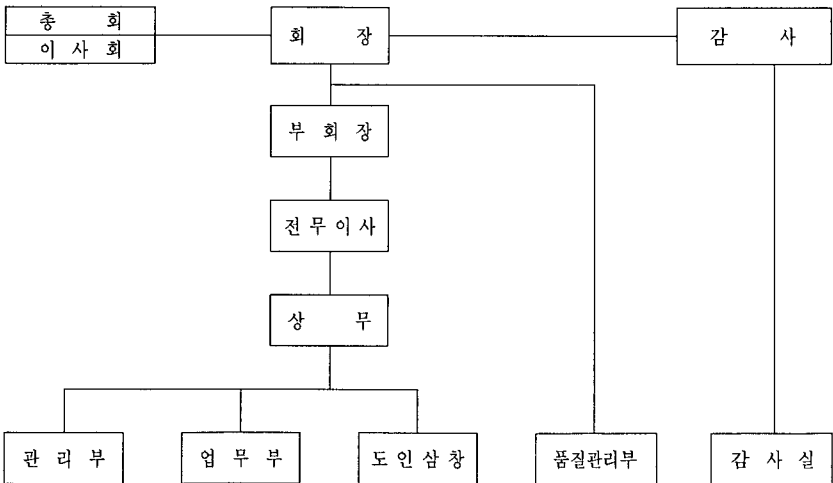 총 회
이 사 회
회 장
감 사
부 회 장
전 무 이 사
상 무
관 리 부
업 무 부
도 인 삼 창
품질관리부
감 사 실